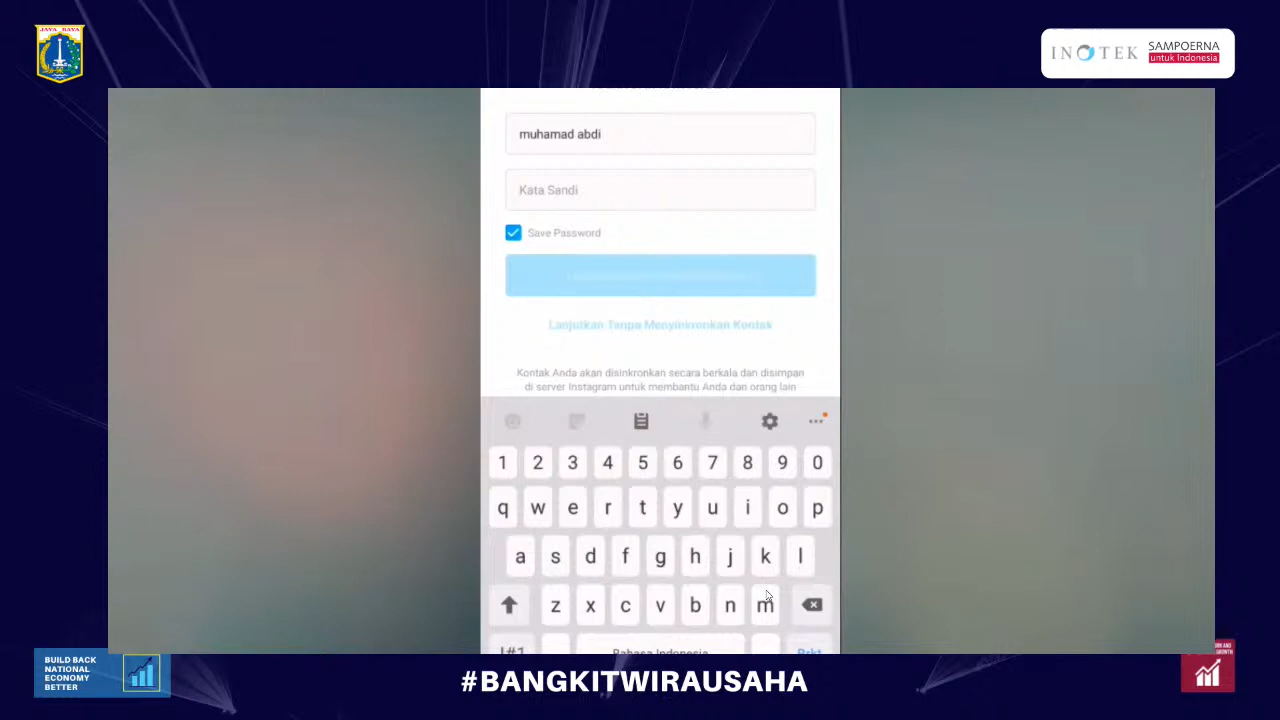 JAYA RAYA
INOTEK
SAMPOERNA
untuk Indonesia
muhamad abdi
Kata Sandi
Save Password
Lanjutkan Tanpa Menyinkronkan Kontak
Kontak Anda akan disinkronkan secara berkala dan disimpan
di server Instagram untuk membantu Anda dan orang lain
1 2 3 4 5 6 7 8 9 0
q w e r t y u i o p
a s d f g h j k l
z x c v b n m
!#1
Bahasa Indonesia
Brkt
BUILD BACK
NATIONAL
ECONOMY
BETTER
#BANGKITWIRAUSAHA